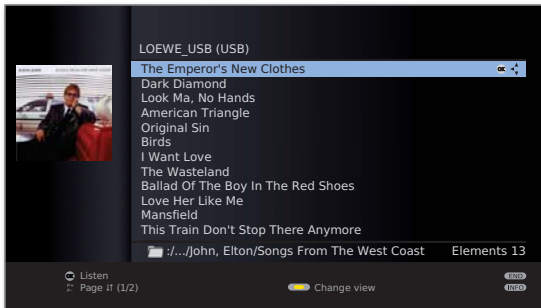 LOEWE_USB (USB)
The Emperor's New Clothes
OK
Dark Diamond
Look Ma, No Hands
American Triangle
Original Sin
Birds
I Want Love
The Wasteland
Ballad Of The Boy In The Red Shoes
Love Her Like Me
Mansfield
This Train Don't Stop There Anymore
:/.../John, Elton/Songs From The West Coast Elements 13
OK Listen END
P+ P- Page ↓↑ (1/2) Change view INFO